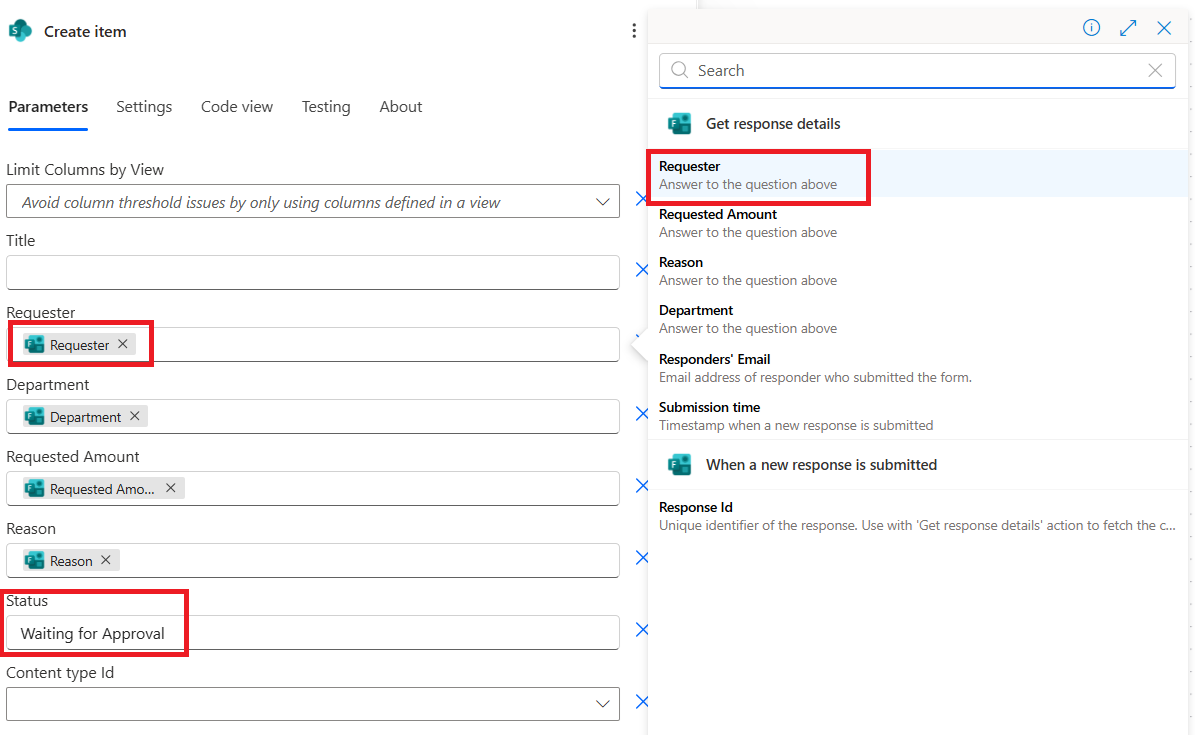 Create item
Parameters Settings Code view Testing About
Limit Columns by View
Avoid column threshold issues by only using columns defined in a view
Title
Requester
Requester
Department
Department
Requested Amount
Requested Amo...
Reason
Reason
Status
Waiting for Approval
Content type Id
Search
Get response details
Requester
Answer to the question above
Requested Amount
Answer to the question above
Reason
Answer to the question above
Department
Answer to the question above
Responders' Email
Email address of responder who submitted the form.
Submission time
Timestamp when a new response is submitted
When a new response is submitted
Response Id
Unique identifier of the response. Use with 'Get response details' action to fetch the c...